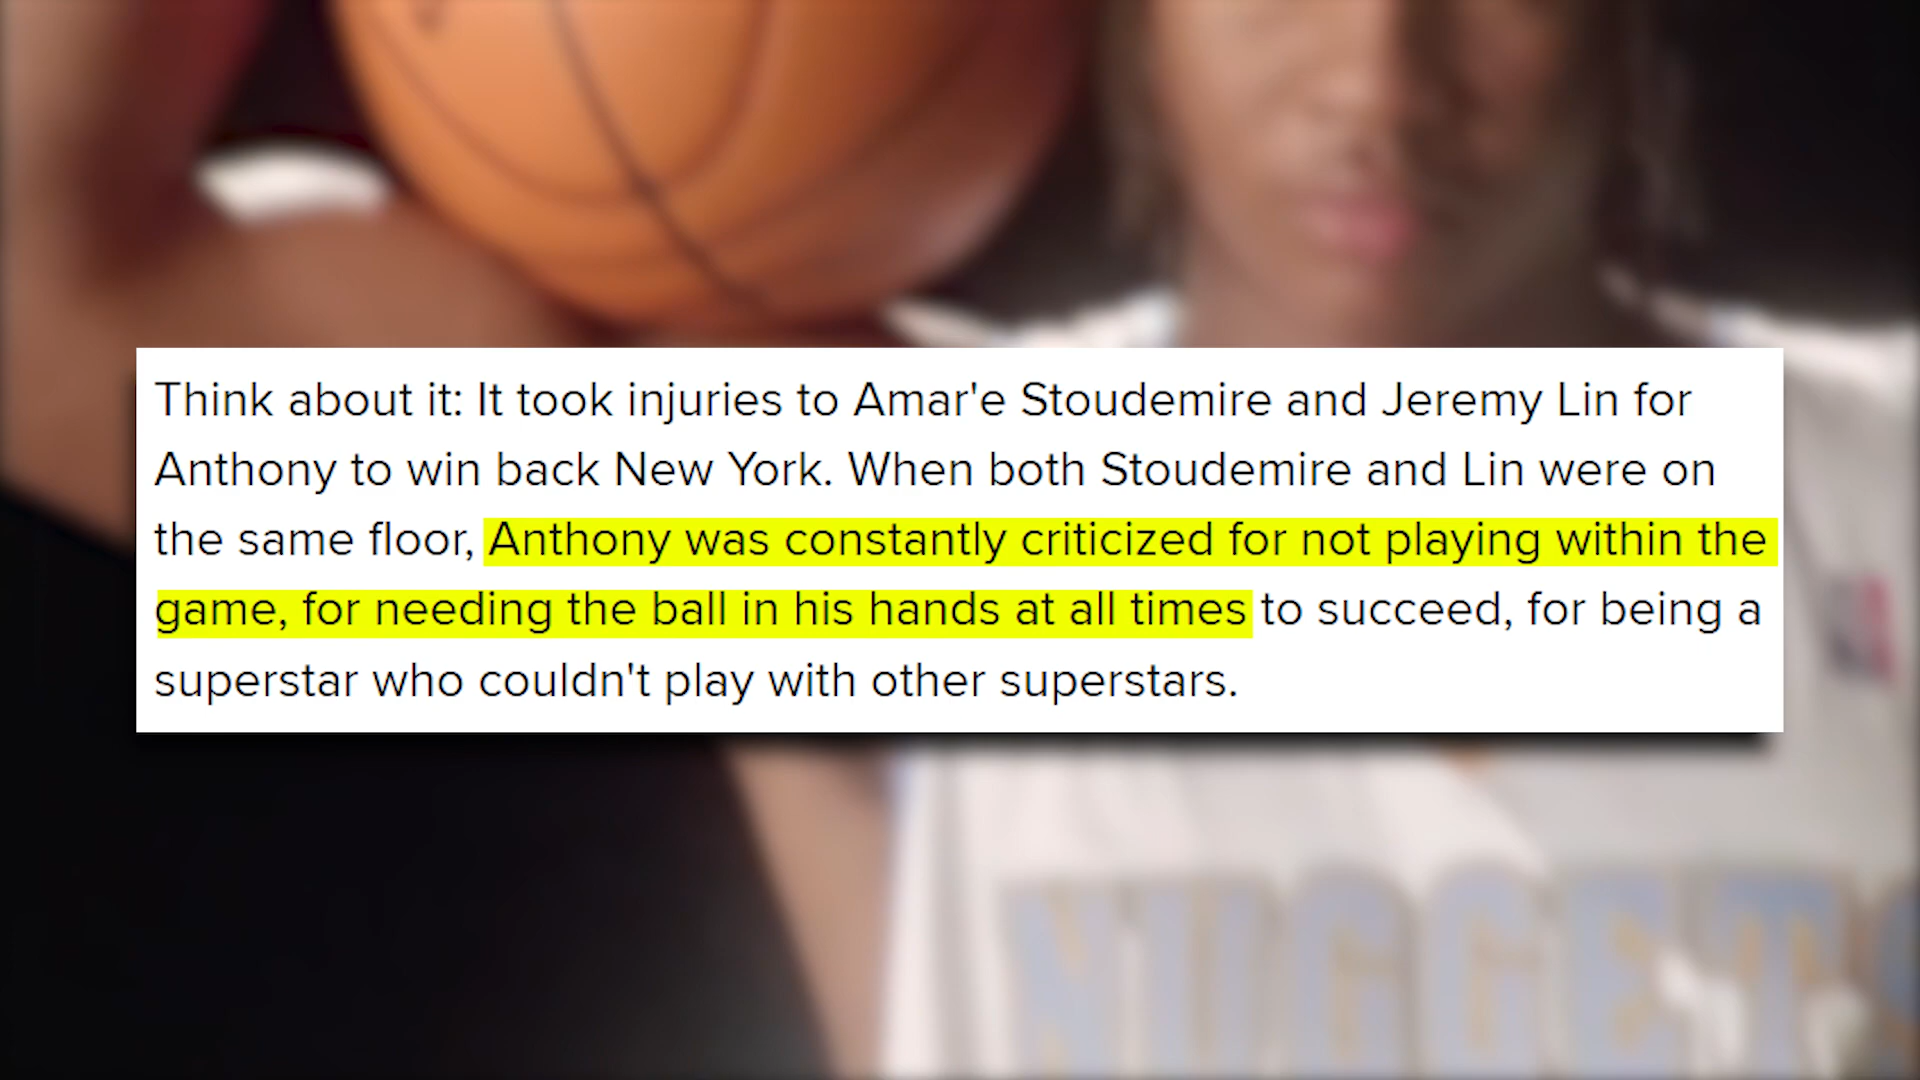 Think about it: It took injuries to Amar'e Stoudemire and Jeremy Lin for
Anthony to win back New York. When both Stoudemire and Lin were on
the same floor, Anthony was constantly criticized for not playing within the
game, for needing the ball in his hands at all times to succeed, for being a
superstar who couldn't play with other superstars.
NUGGETS